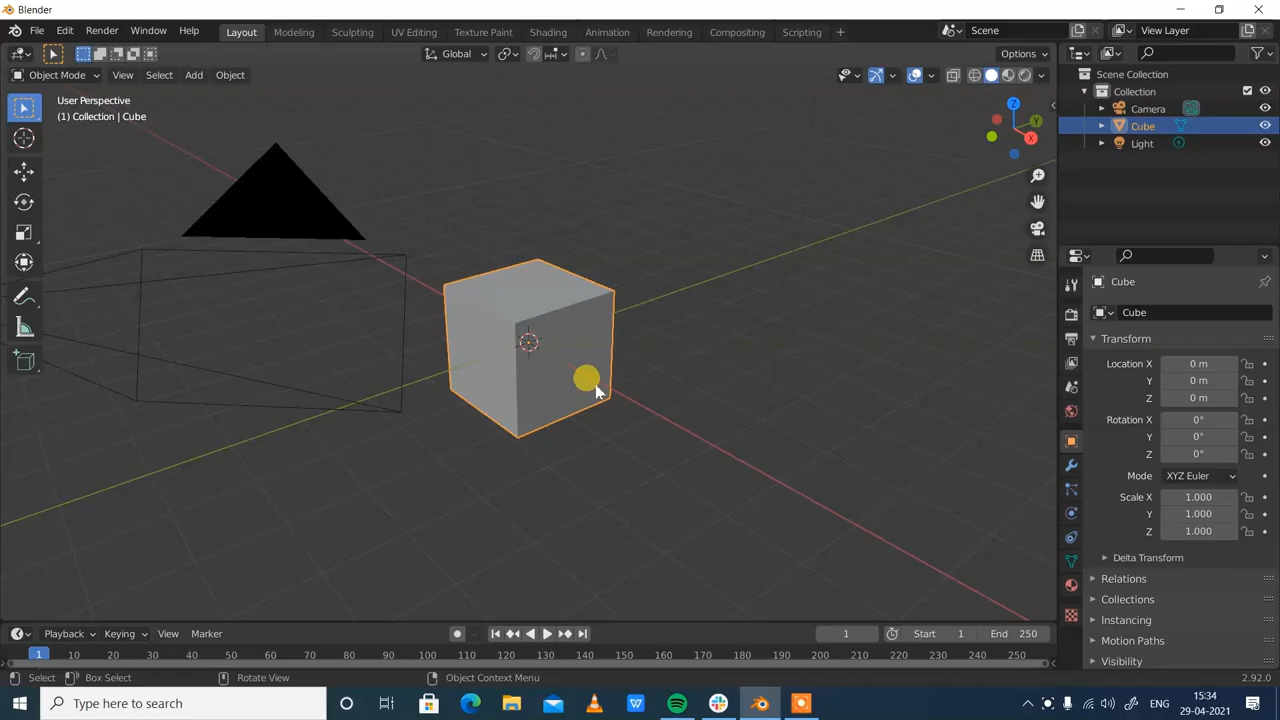 Blender
File Edit Render Window Help Layout Modeling Sculpting UV Editing Texture Paint Shading Animation Rendering Compositing Scripting + Scene View Layer
Global Options
Object Mode View Select Add Object
User Perspective
(1) Collection | Cube
Z
Y
X
Scene Collection
Collection
Camera
Cube
Light
Cube
Cube
Transform
Location X 0 m
Y 0 m
Z 0 m
Rotation X 0°
Y 0°
Z 0°
Mode XYZ Euler
Scale X 1.000
Y 1.000
Z 1.000
Delta Transform
Relations
Collections
Instancing
Motion Paths
Visibility
Playback Keying View Marker 1 Start 1 End 250
1 10 20 30 40 50 60 70 80 90 100 110 120 130 140 150 160 170 180 190 200 210 220 230 240 250
Select Box Select Rotate View Object Context Menu 2.92.0
Type here to search
ENG
15:34
29-04-2021